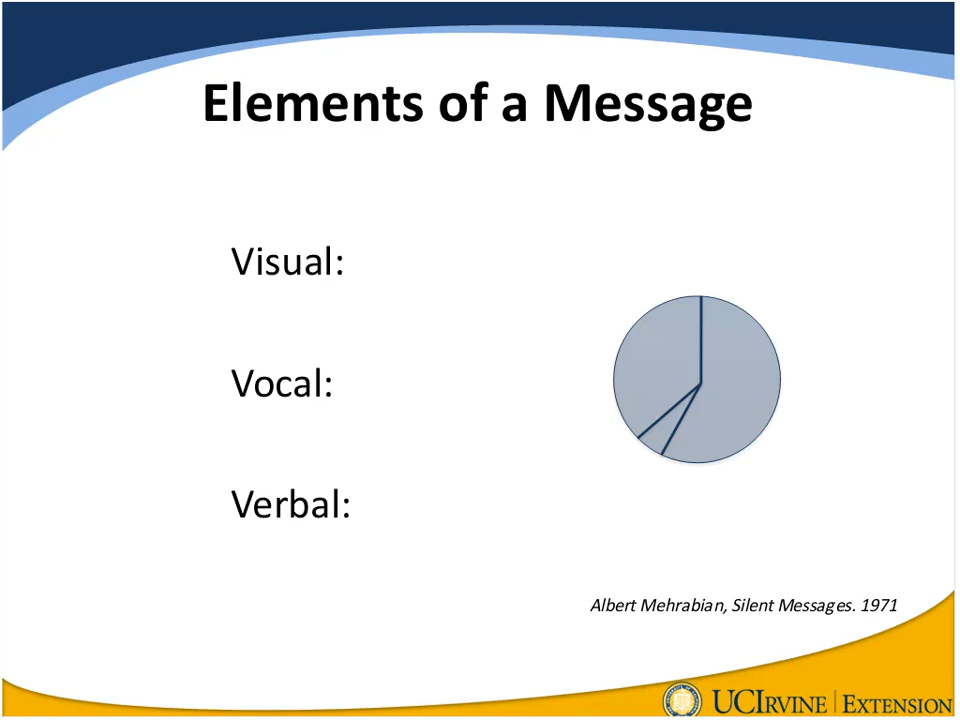 Elements of a Message
Visual:
Vocal:
Verbal:
Albert Mehrabian, Silent Messages. 1971
UCIRVINE | EXTENSION